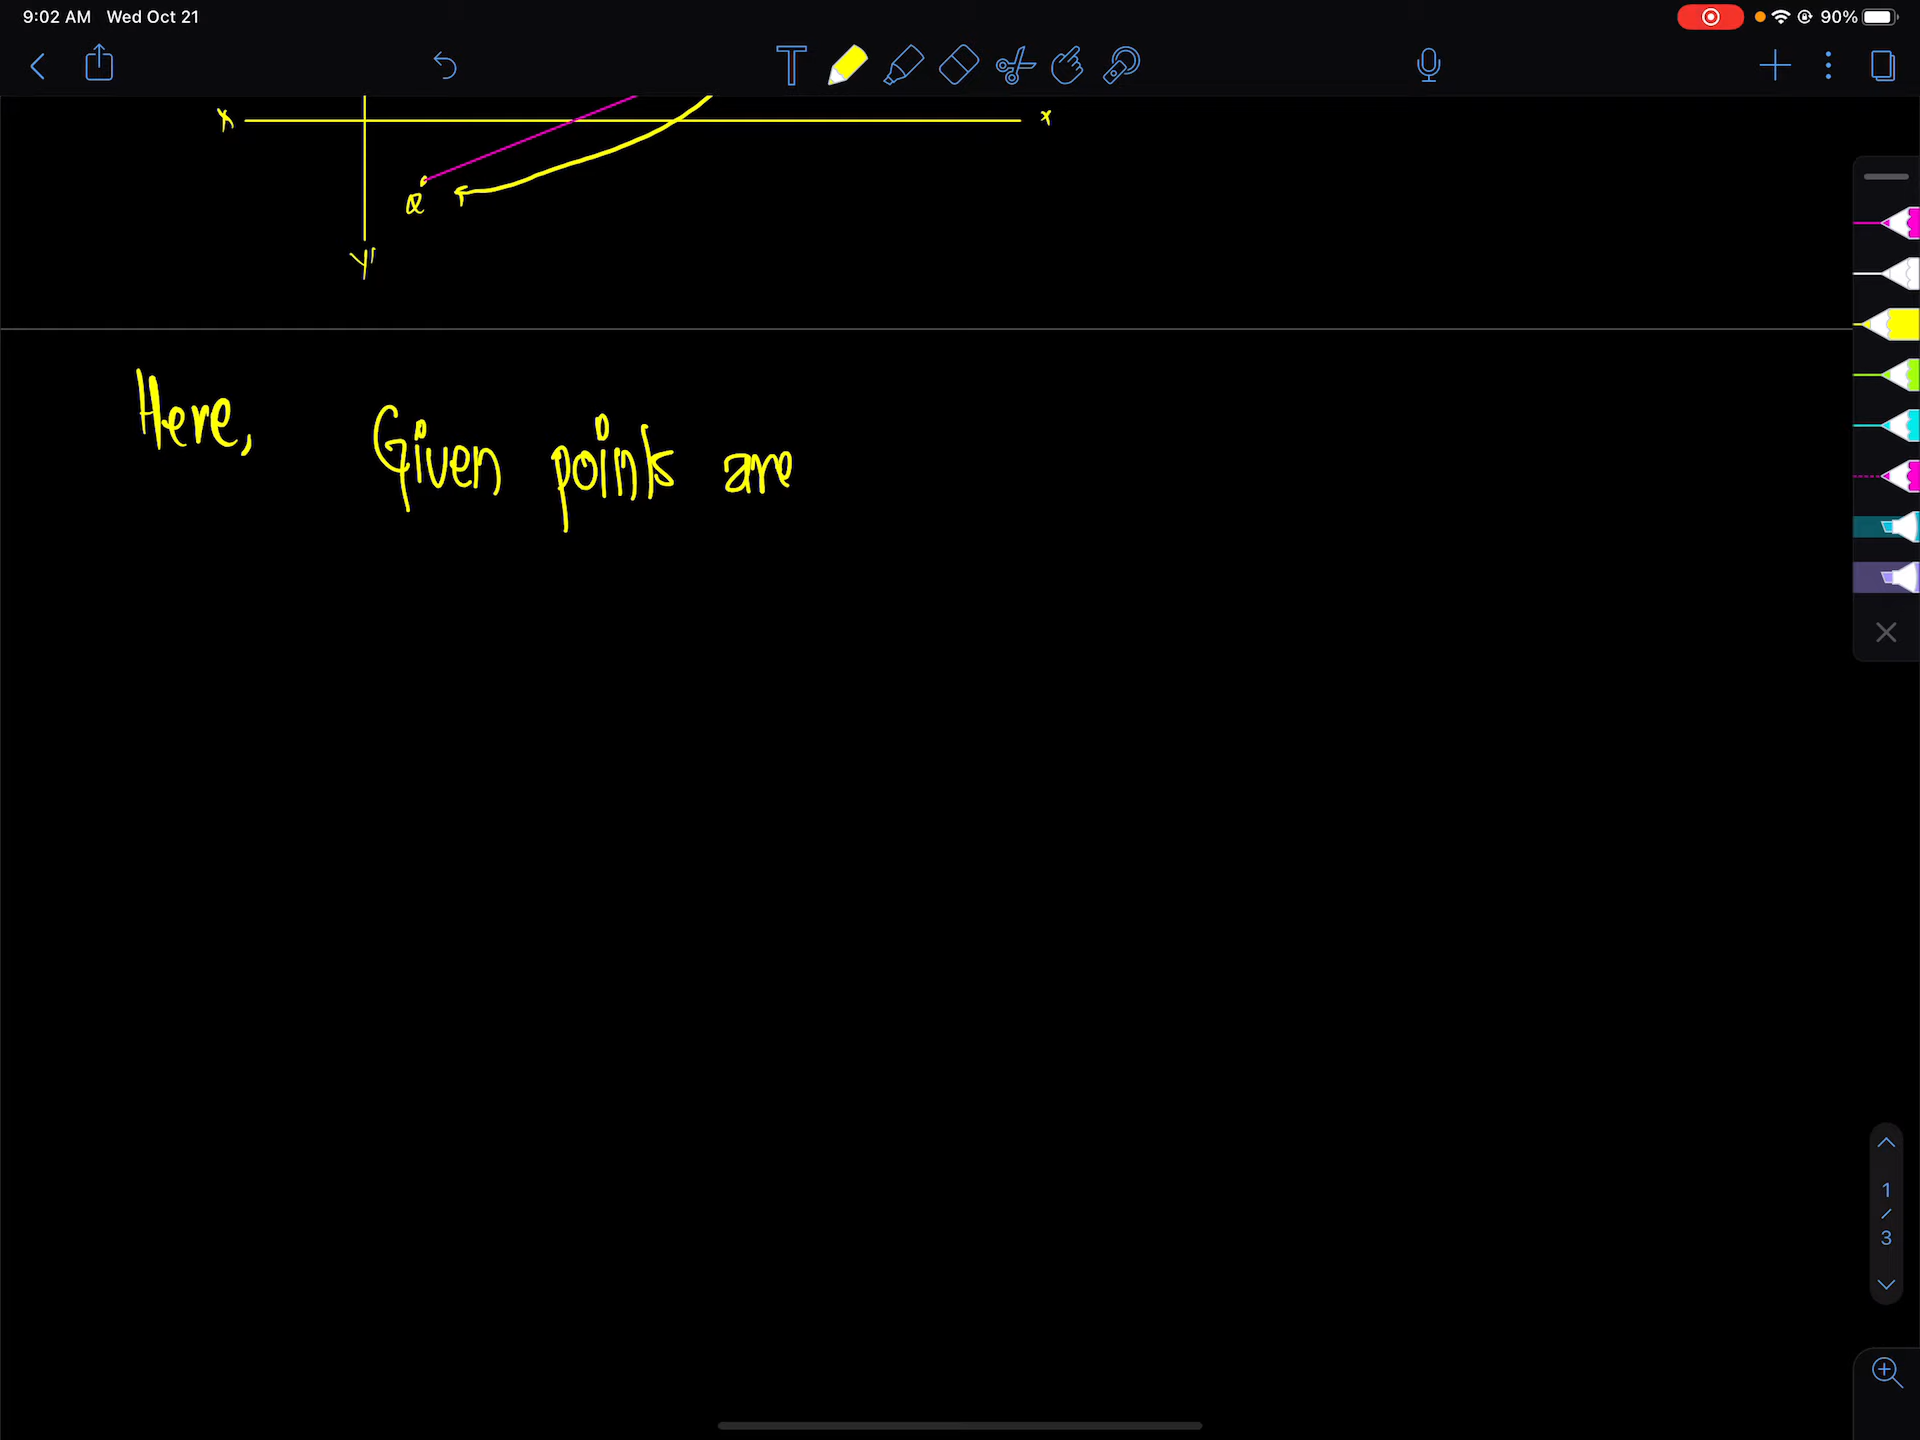 9:02 AM Wed Oct 21
90%
X
x
Q
Y'
Here, Given points are
1
/
3